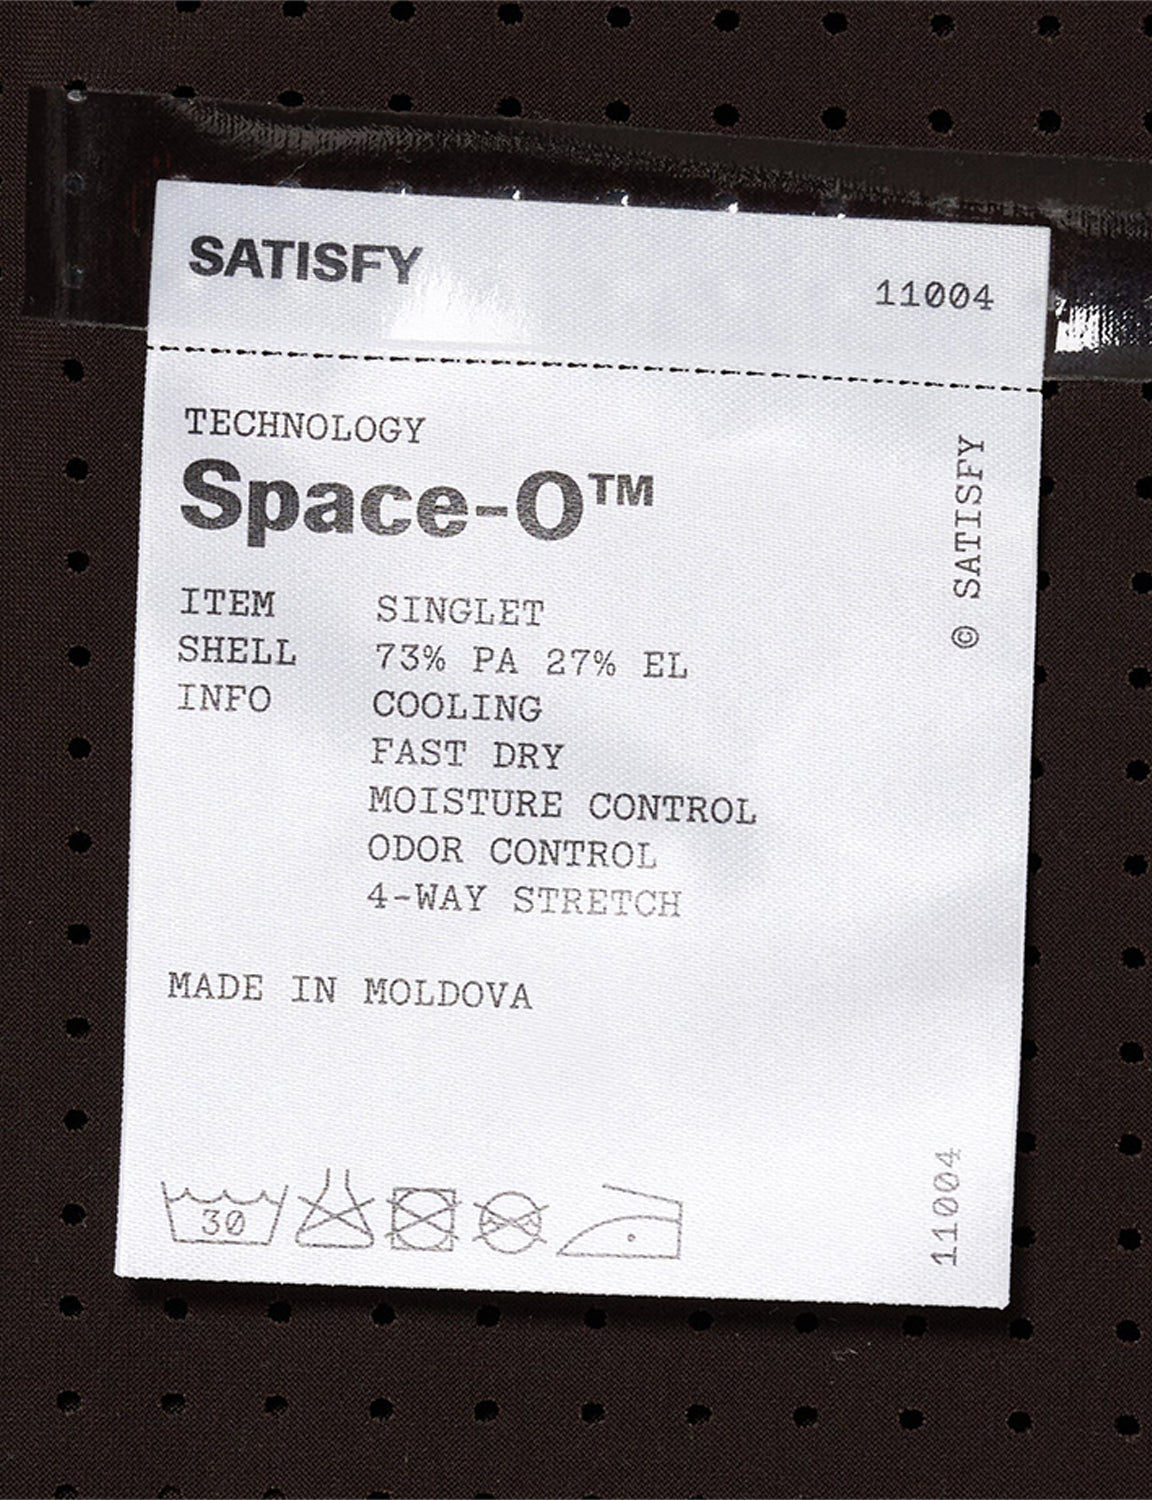 SATISFY
11004
TECHNOLOGY
Space-O™
ITEM SINGLET
SHELL 73% PA 27% EL
INFO COOLING
FAST DRY
MOISTURE CONTROL
ODOR CONTROL
4-WAY STRETCH
MADE IN MOLDOVA
30
© SATISFY
11004